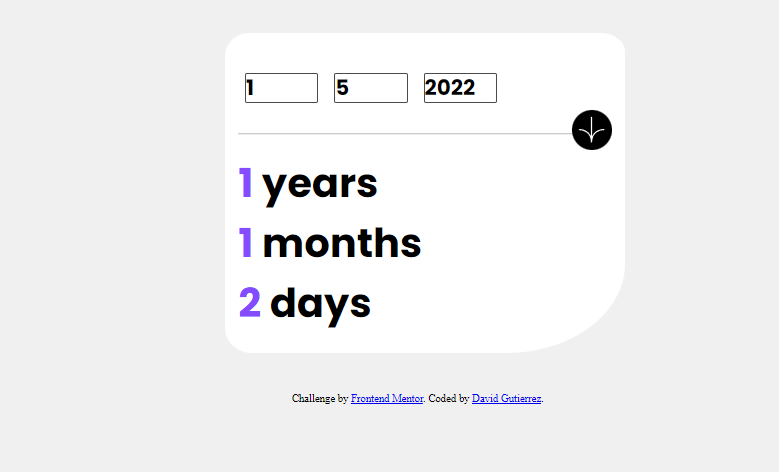 1 5 2022
1 years
1 months
2 days
Challenge by Frontend Mentor. Coded by David Gutierrez.